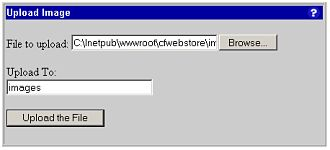 Upload Image ?
File to upload: C:\Inetpub\wwwroot\cfwebstore\im Browse...
Upload To:
images
Upload the File